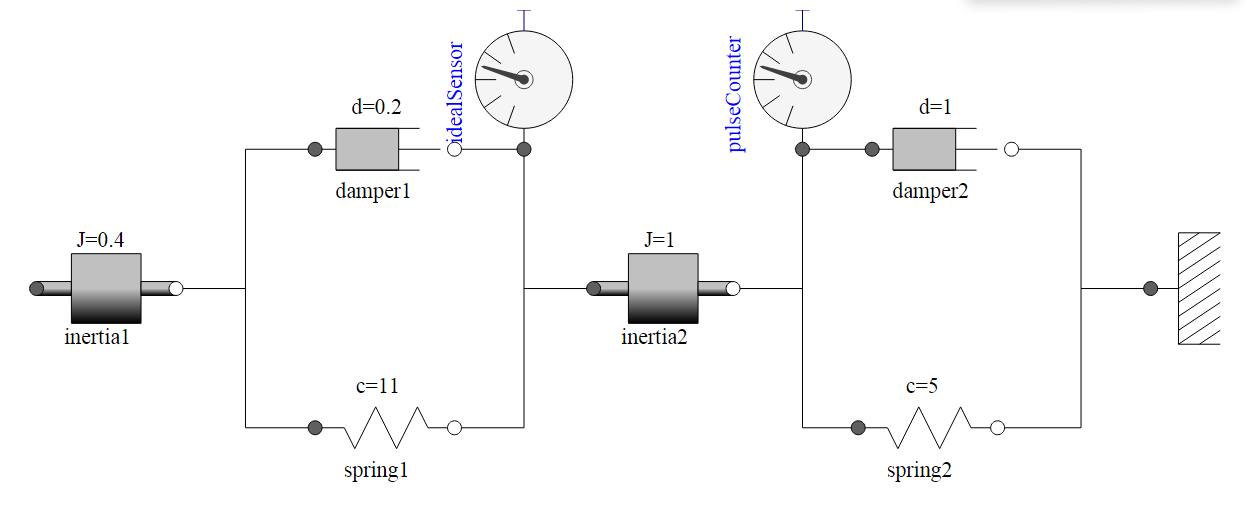 idealSensor
pulseCounter
d=0.2
d=1
damper1
damper2
J=0.4
J=1
inertia1
inertia2
c=11
c=5
spring1
spring2